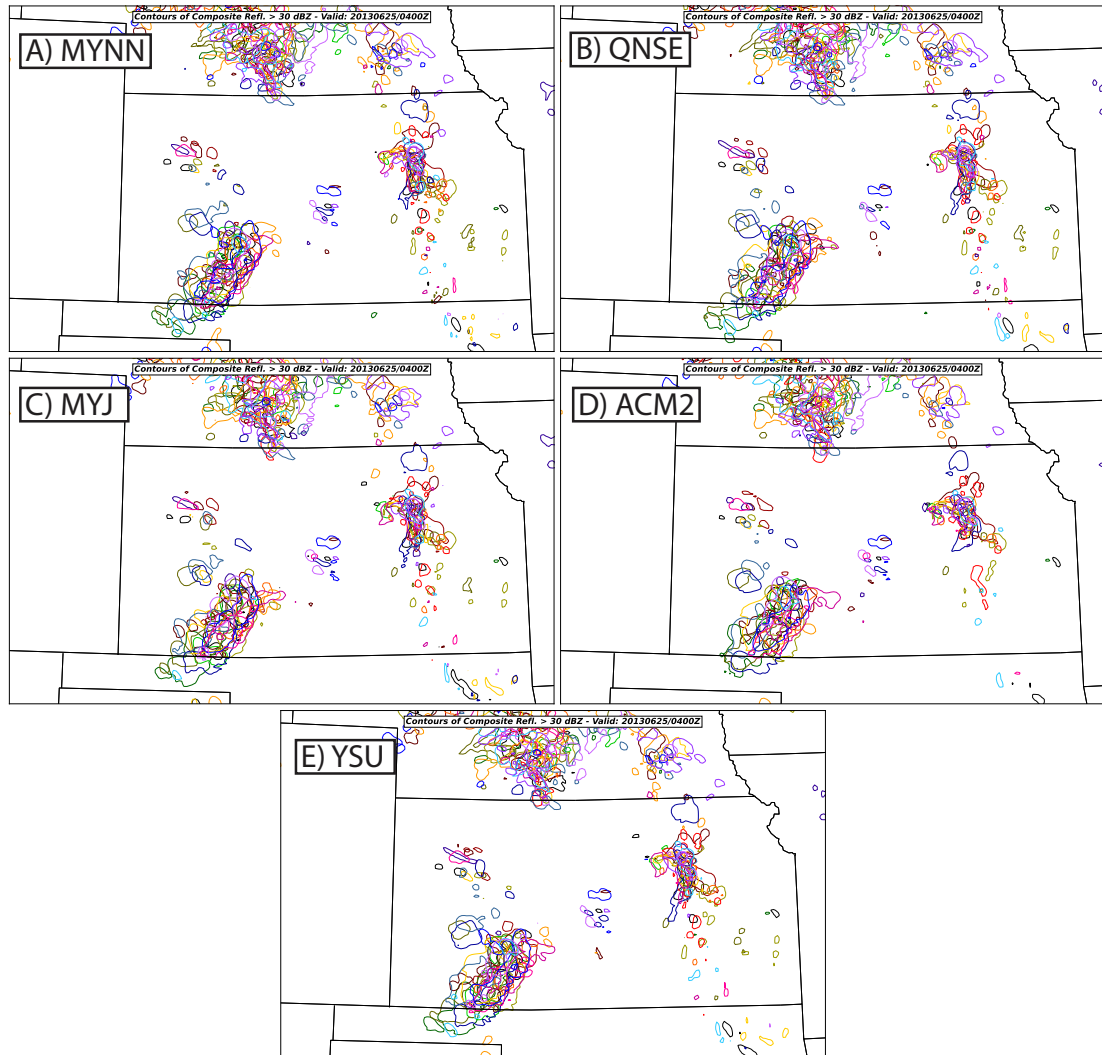 Contours of Composite Refl. > 30 dBZ - Valid: 20130625/0400Z
A) MYNN
Contours of Composite Refl. > 30 dBZ - Valid: 20130625/0400Z
B) QNSE
Contours of Composite Refl. > 30 dBZ - Valid: 20130625/0400Z
C) MYJ
Contours of Composite Refl. > 30 dBZ - Valid: 20130625/0400Z
D) ACM2
Contours of Composite Refl. > 30 dBZ - Valid: 20130625/0400Z
E) YSU